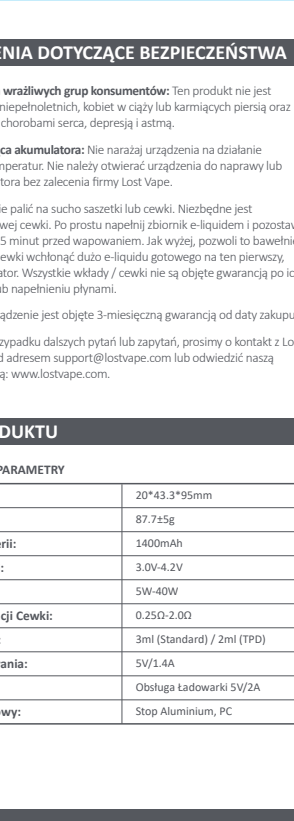 ENIA DOTYCZĄCE BEZPIECZEŃSTWA
wrażliwych grup konsumentów: Ten produkt nie jest
niepełnoletnich, kobiet w ciąży lub karmiących piersią oraz
chorobami serca, depresją i astmą.
ca akumulatora: Nie narażaj urządzenia na działanie
mperatur. Nie należy otwierać urządzenia do naprawy lub
tora bez zalecenia firmy Lost Vape.
ie palić na sucho saszetki lub cewki. Niezbędne jest
wej cewki. Po prostu napełnij zbiornik e-liquidem i pozostaw
5 minut przed wapowaniem. Jak wyżej, pozwoli to bawełnie
ewki wchłonąć dużo e-liquidu gotowego na ten pierwszy,
ator. Wszystkie wkłady / cewki nie są objęte gwarancją po ic
ub napełnieniu płynami.
ądzenie jest objęte 3-miesięczną gwarancją od daty zakupu
zypadku dalszych pytań lub zapytań, prosimy o kontakt z Lo
d adresem support@lostvape.com lub odwiedzić naszą
ą: www.lostvape.com.
DUKTU
PARAMETRY
20*43.3*95mm
87.7±5g
rii: 1400mAh
: 3.0V-4.2V
5W-40W
cji Cewki: 0.25Ω-2.0Ω
: 3ml (Standard) / 2ml (TPD)
ania: 5V/1.4A
Obsługa Ładowarki 5V/2A
wy: Stop Aluminium, PC